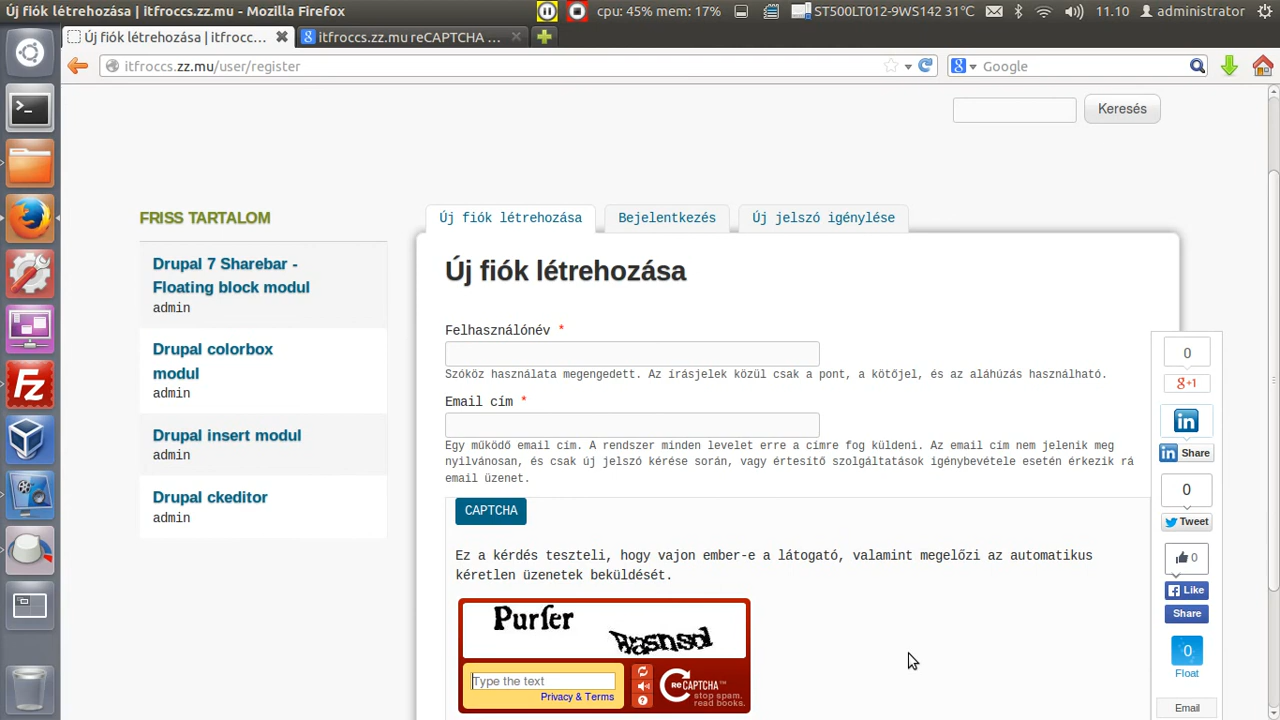 Új fiók létrehozása | itfroccs.zz.mu - Mozilla Firefox
cpu: 45% mem: 17%
ST500LT012-9WS142 31°C
11.10
administrator
Új fiók létrehozása | itfrocc...
itfroccs.zz.mu reCAPTCHA ...
itfroccs.zz.mu/user/register
Google
Keresés
FRISS TARTALOM
Drupal 7 Sharebar -
Floating block modul
admin
Drupal colorbox
modul
admin
Drupal insert modul
admin
Drupal ckeditor
admin
Új fiók létrehozása
Bejelentkezés
Új jelszó igénylése
Új fiók létrehozása
Felhasználónév *
Szóköz használata megengedett. Az írásjelek közül csak a pont, a kötőjel, és az aláhúzás használható.
Email cím *
Egy működő email cím. A rendszer minden levelet erre a címre fog küldeni. Az email cím nem jelenik meg
nyilvánosan, és csak új jelszó kérése során, vagy értesítő szolgáltatások igénybevétele esetén érkezik rá
email üzenet.
CAPTCHA
Ez a kérdés teszteli, hogy vajon ember-e a látogató, valamint megelőzi az automatikus
kéretlen üzenetek beküldését.
Purfer
Type the text
Privacy & Terms
reCAPTCHA™
stop spam.
read books.
0
g+1
in
in Share
0
Tweet
0
Like
Share
0
Float
Email